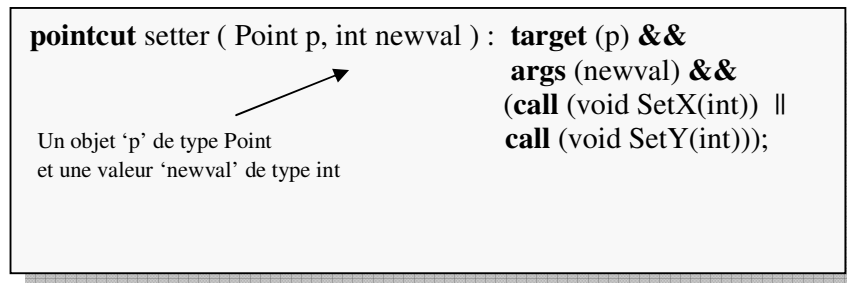 pointcut setter ( Point p, int newval ) : target (p) &&
args (newval) &&
(call (void SetX(int)) ||
call (void SetY(int)));
Un objet ‘p’ de type Point
et une valeur ‘newval’ de type int